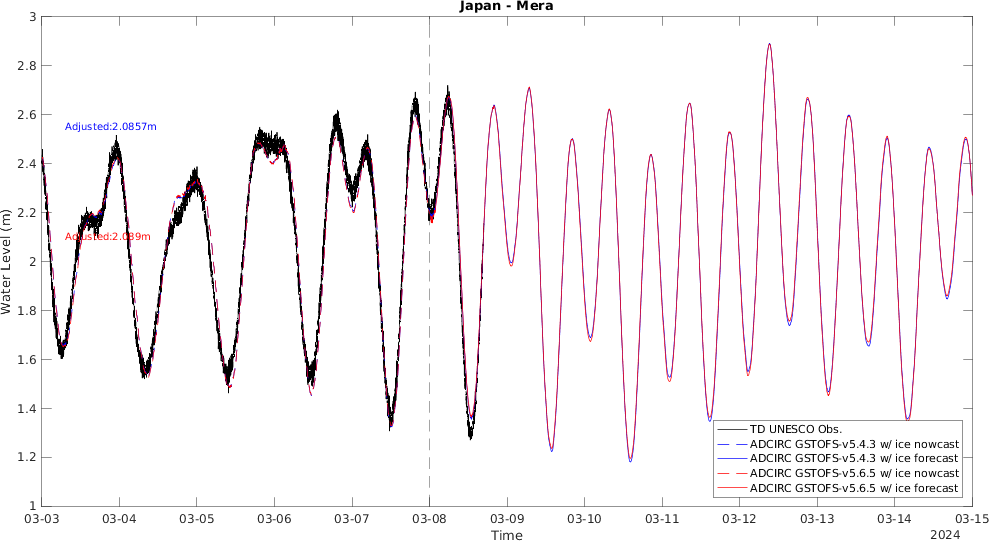 Japan - Mera
3
2.8
2.6
2.4
2.2
2
1.8
1.6
1.4
1.2
1
Water Level (m)
Adjusted:2.0857m
Adjusted:2.089m
TD UNESCO Obs.
ADCIRC GSTOFS-v5.4.3 w/ ice nowcast
ADCIRC GSTOFS-v5.4.3 w/ ice forecast
ADCIRC GSTOFS-v5.6.5 w/ ice nowcast
ADCIRC GSTOFS-v5.6.5 w/ ice forecast
03-03 03-04 03-05 03-06 03-07 03-08 03-09 03-10 03-11 03-12 03-13 03-14 03-15
Time
2024